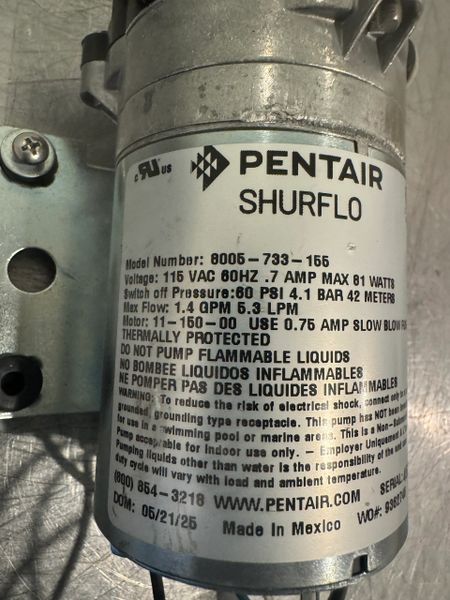 c RU US
PENTAIR
SHURFLO
Model Number: 8005-733-155
Voltage: 115 VAC 60HZ .7 AMP MAX 81 WATTS
Switch off Pressure:60 PSI 4.1 BAR 42 METERS
Max Flow: 1.4 GPM 5.3 LPM
Motor: 11-150-00 USE 0.75 AMP SLOW BLOW
THERMALLY PROTECTED
DO NOT PUMP FLAMMABLE LIQUIDS
NO BOMBEE LIQUIDOS INFLAMMABLES
NE POMPER PAS DES LIQUIDES INFLAMMABLES
WARNING: To reduce the risk of electrical shock, connect only
grounded, grounding type receptacle. This pump has NOT been
for use in a swimming pool or marine areas. This is a
Pump acceptable for indoor use only. - Employer Uniquement
Pumping liquids other than water is the responsibility of the
duty cycle will vary with load and ambient temperature.
(800) 854-3218 WWW.PENTAIR.COM SERIAL
DOM: 05/21/25 Made in Mexico WO#: